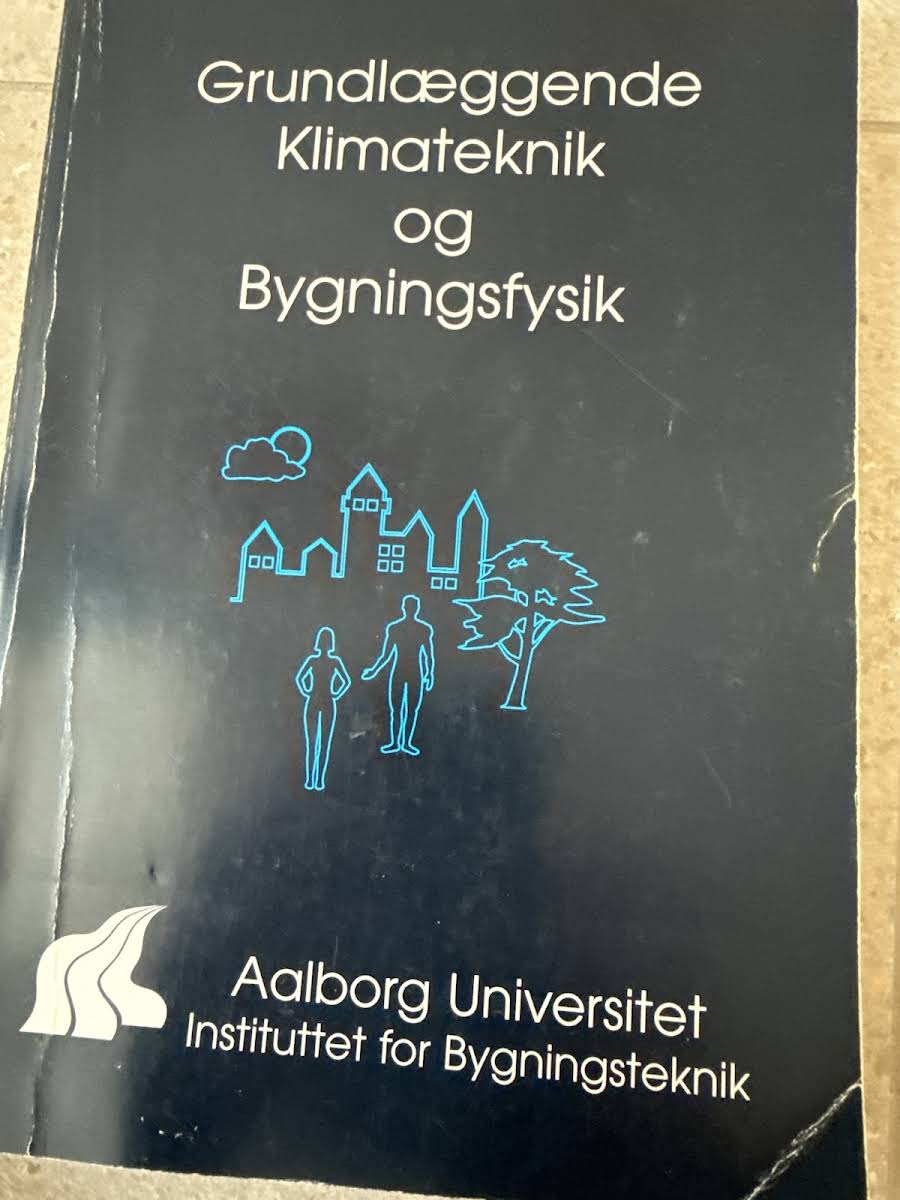 Grundlæggende
Klimateknik
og
Bygningsfysik
Aalborg Universitet
Instituttet for Bygningsteknik